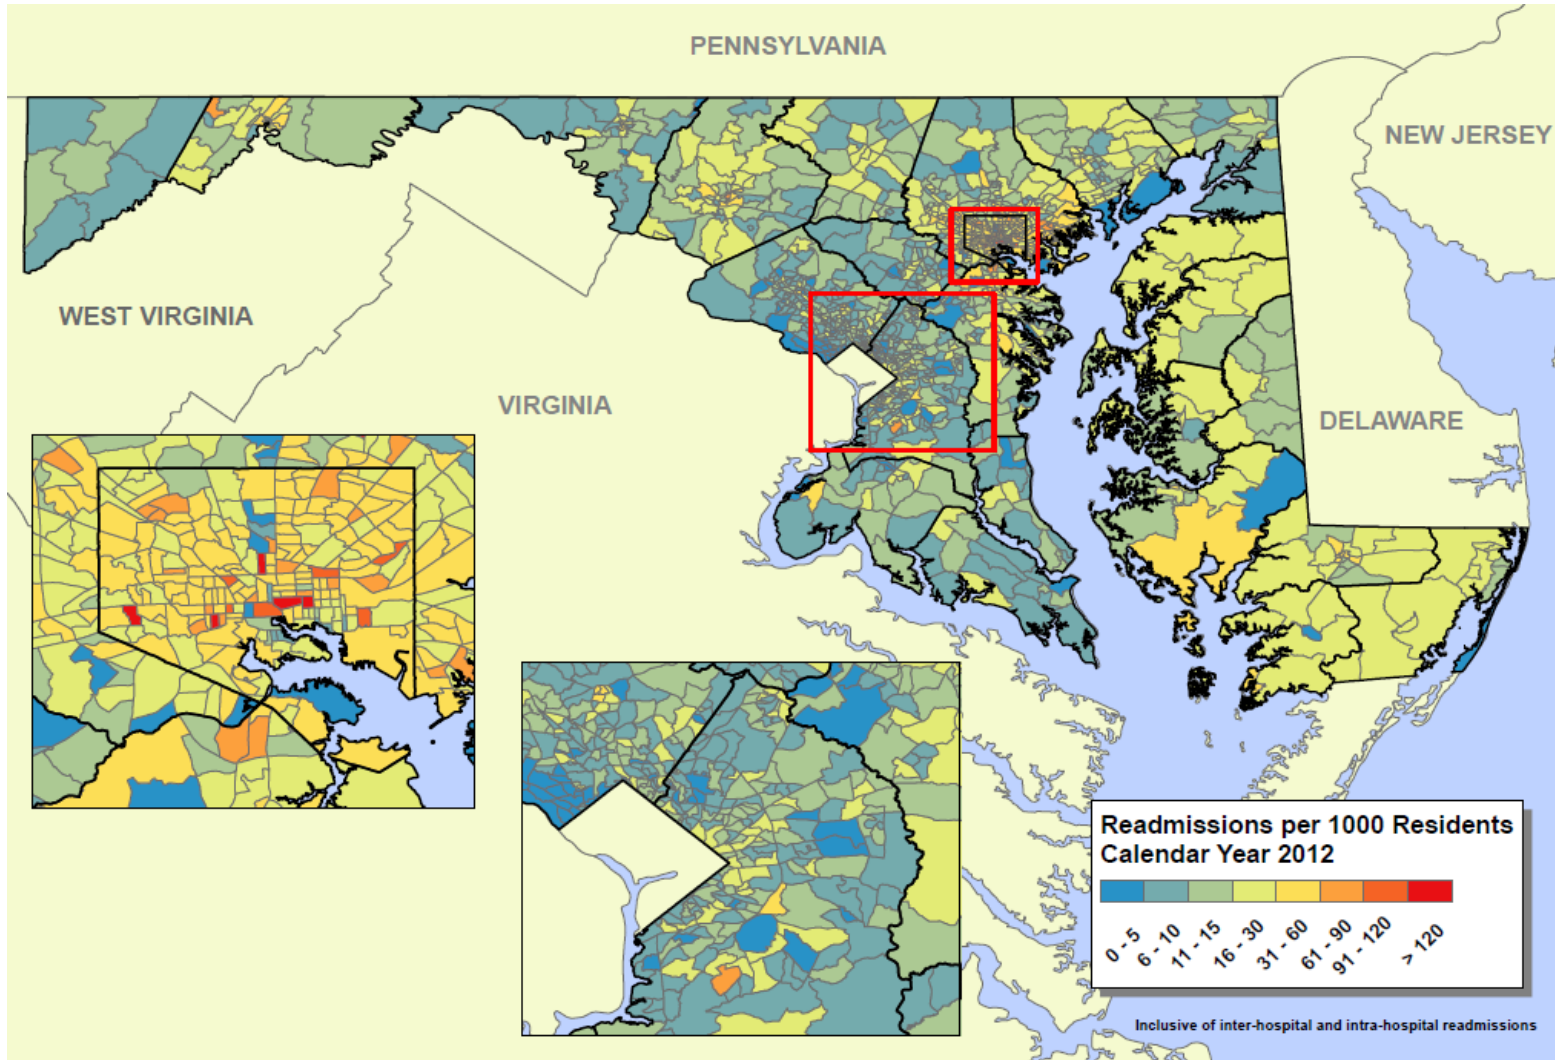 PENNSYLVANIA
NEW JERSEY
WEST VIRGINIA
VIRGINIA
DELAWARE
Readmissions per 1000 Residents
Calendar Year 2012
0 - 5
6 - 10
11 - 15
16 - 30
31 - 60
61 - 90
91 - 120
> 120
Inclusive of inter-hospital and intra-hospital readmissions